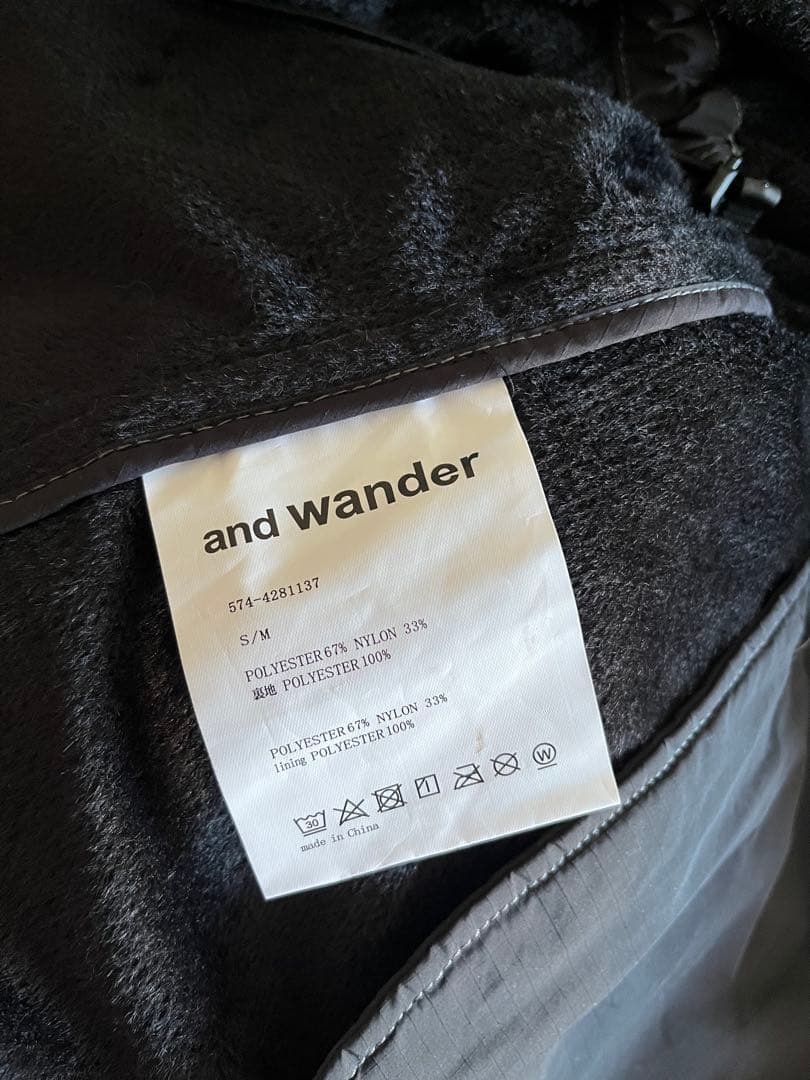 and wander
574-4281137
S/M
POLYESTER 67% NYLON 33%
裏地 POLYESTER 100%
POLYESTER 67% NYLON 33%
lining POLYESTER 100%
30
W
made in China